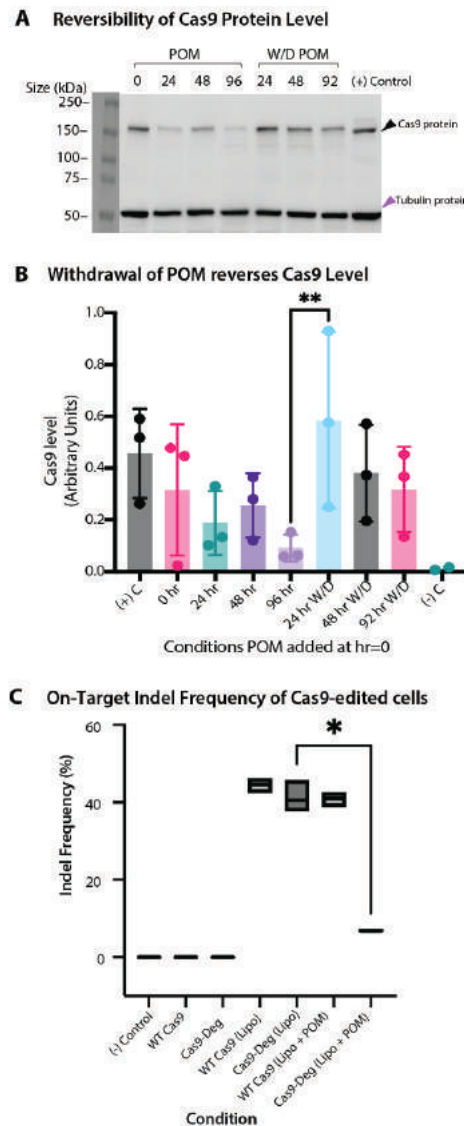 A Reversibility of Cas9 Protein Level
POM W/D POM
Size (kDa) 0 24 48 96 24 48 92 (+) Control
250–
150–
Cas9 protein
100–
75–
Tubulin protein
50–
B Withdrawal of POM reverses Cas9 Level
**
1.0
0.8
0.6
0.4
0.2
0.0
Cas9 level
(Arbitrary Units)
(+) C
0 hr
24 hr
48 hr
96 hr
24 hr W/D
48 hr W/D
92 hr W/D
(-) C
Conditions POM added at hr=0
C On-Target Indel Frequency of Cas9-edited cells
*
60
40
20
0
Indel Frequency (%)
(-) Control
WT Cas9
Cas9-Deg
WT Cas9 (Lipo)
Cas9-Deg (Lipo)
WT Cas9 (Lipo + POM)
Cas9-Deg (Lipo + POM)
Condition